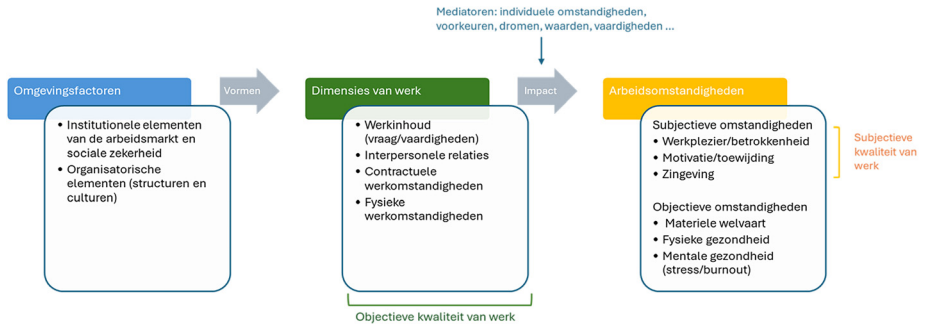 Mediatoren: individuele omstandigheden,
voorkeuren, dromen, waarden, vaardigheden ...
Omgevingsfactoren
• Institutionele elementen
van de arbeidsmarkt en
sociale zekerheid
• Organisatorische
elementen (structuren en
culturen)
Vormen
Dimensies van werk
• Werkinhoud
(vraag/vaardigheden)
• Interpersonele relaties
• Contractuele
werkomstandigheden
• Fysieke
werkomstandigheden
Objectieve kwaliteit van werk
Impact
Arbeidsomstandigheden
Subjectieve omstandigheden
• Werkplezier/betrokkenheid
• Motivatie/toewijding
• Zingeving
Objectieve omstandigheden
• Materiele welvaart
• Fysieke gezondheid
• Mentale gezondheid
(stress/burnout)
Subjectieve
kwaliteit van
werk